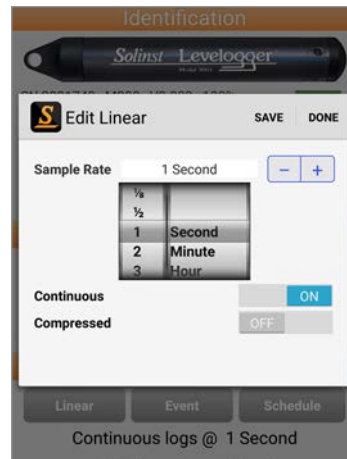 Identification
Solinst Levelogger
S Edit Linear SAVE DONE
Sample Rate 1 Second - +
⅛
½
1 Second
2 Minute
3 Hour
Continuous ON
Compressed OFF
Linear Event Schedule
Continuous logs @ 1 Second